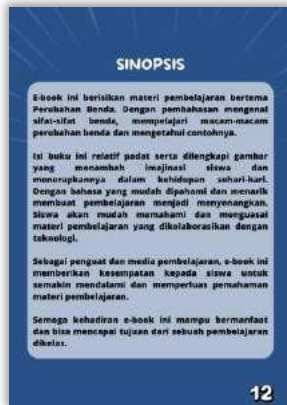 SINOPSIS
E-book ini berisikan materi pembelajaran bertema
Perubahan Benda. Dengan pembahasan mengenai
sifat-sifat benda, mempelajari macam-macam
perubahan benda dan mengetahui contohnya.
Isi buku ini relatif padat serta dilengkapi gambar
yang menambah imajinasi siswa dan
menerapkannya dalam kehidupan sehari-hari.
Dengan bahasa yang mudah dipahami dan menarik
membuat pembelajaran menjadi menyenangkan.
Siswa akan mudah memahami dan menguasai
materi pembelajaran yang dikolaborasikan dengan
teknologi.
Sebagai penguat dan media pembelajaran, e-book ini
memberikan kesempatan kepada siswa untuk
semakin mendalami dan memperluas pemahaman
materi pembelajaran.
Semoga kehadiran e-book ini mampu bermanfaat
dan bisa mencapai tujuan dari sebuah pembelajaran
dikelas.
12